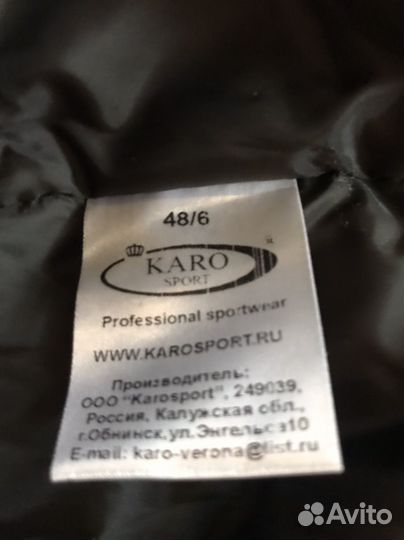 48/6
KARO
SPORT
Professional sportwear
WWW.KAROSPORT.RU
Производитель:
ООО "Karosport", 249039,
Россия, Калужская обл.,
г.Обнинск,ул.Энгельса10
E-mail: karo-verona@list.ru
Avito